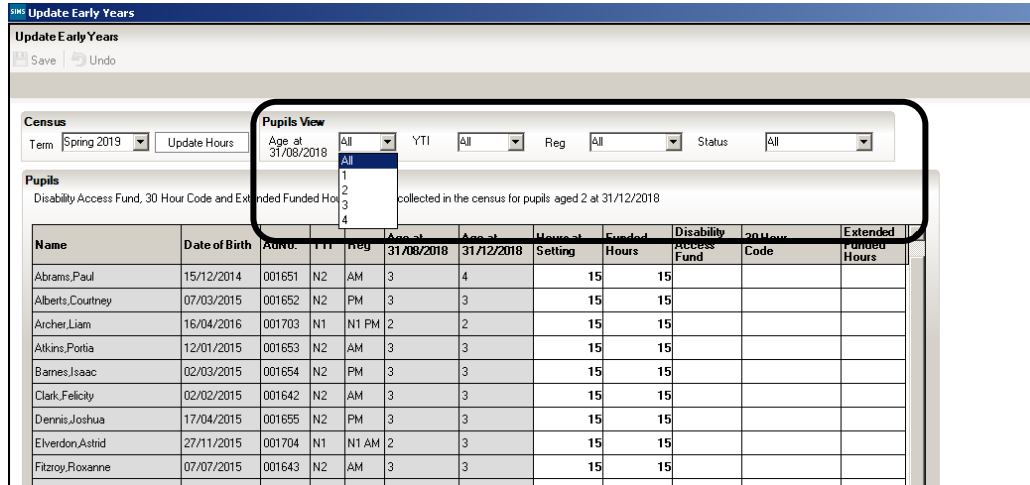 SIMS Update Early Years
Update Early Years
Save Undo
Census
Pupils View
Term Spring 2019 Update Hours
Age at 31/08/2018 All YTI All Reg All Status All
All
1
2
3
4
Pupils
Disability Access Fund, 30 Hour Code and Extended Funded Hou collected in the census for pupils aged 2 at 31/12/2018
Name Date of Birth AdNo. YTI Reg Age at 31/08/2018 Age at 31/12/2018 Hours at Setting Funded Hours Disability Access Fund 30 Hour Code Extended Funded Hours
Abrams,Paul 15/12/2014 001651 N2 AM 3 4 15 15
Alberts,Courtney 07/03/2015 001652 N2 PM 3 3 15 15
Archer,Liam 16/04/2016 001703 N1 N1 PM 2 2 15 15
Atkins,Portia 12/01/2015 001653 N2 AM 3 3 15 15
Barnes,Isaac 02/03/2015 001654 N2 PM 3 3 15 15
Clark,Felicity 02/02/2015 001642 N2 AM 3 3 15 15
Dennis,Joshua 17/04/2015 001655 N2 PM 3 3 15 15
Elverdon,Astrid 27/11/2015 001704 N1 N1 AM 2 3 15 15
Fitzroy,Roxanne 07/07/2015 001643 N2 AM 3 3 15 15